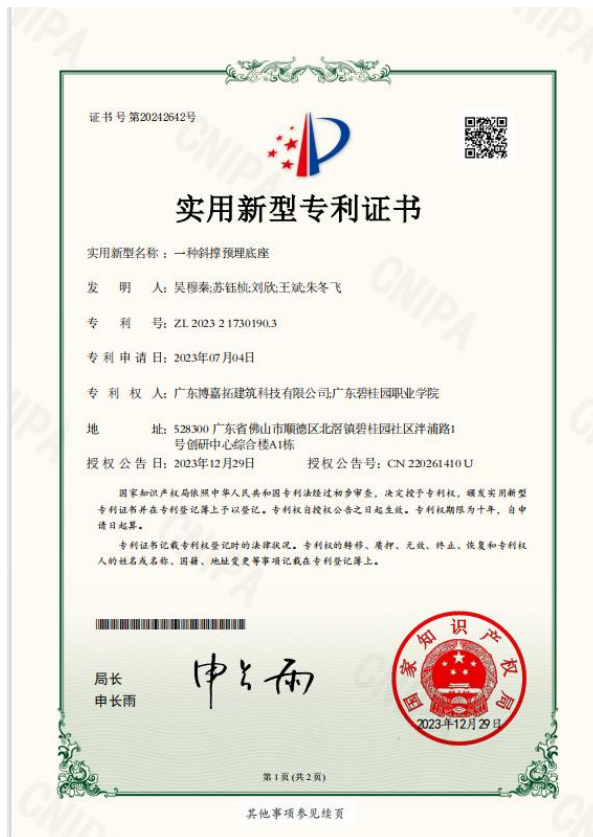 证书号第20242642号
实用新型专利证书
实用新型名称：一种斜撑预埋底座
发明人：吴穆秦;苏钰桢;刘欣;王斌;朱冬飞
专利号：ZL 2023 2 1730190.3
专利申请日：2023年07月04日
专利权人：广东博嘉拓建筑科技有限公司;广东碧桂园职业学院
地址：528300 广东省佛山市顺德区北滘镇碧桂园社区泮浦路1
号创研中心综合楼A1栋
授权公告日：2023年12月29日 授权公告号：CN 220261410 U
国家知识产权局依照中华人民共和国专利法经过初步审查，决定授予专利权，颁发实用新型
专利证书并在专利登记簿上予以登记。专利权自授权公告之日起生效。专利权期限为十年，自申
请日起算。
专利证书记载专利权登记时的法律状况。专利权的转移、质押、无效、终止、恢复和专利权
人的姓名或名称、国籍、地址变更等事项记载在专利登记簿上。
局长
申长雨
申长雨
国家知识产权局
2023年12月29日
第1页(共2页)
其他事项参见续页
CNIPA
CNIPA
CNIPA
CNIPA
CNIPA
CNIPA